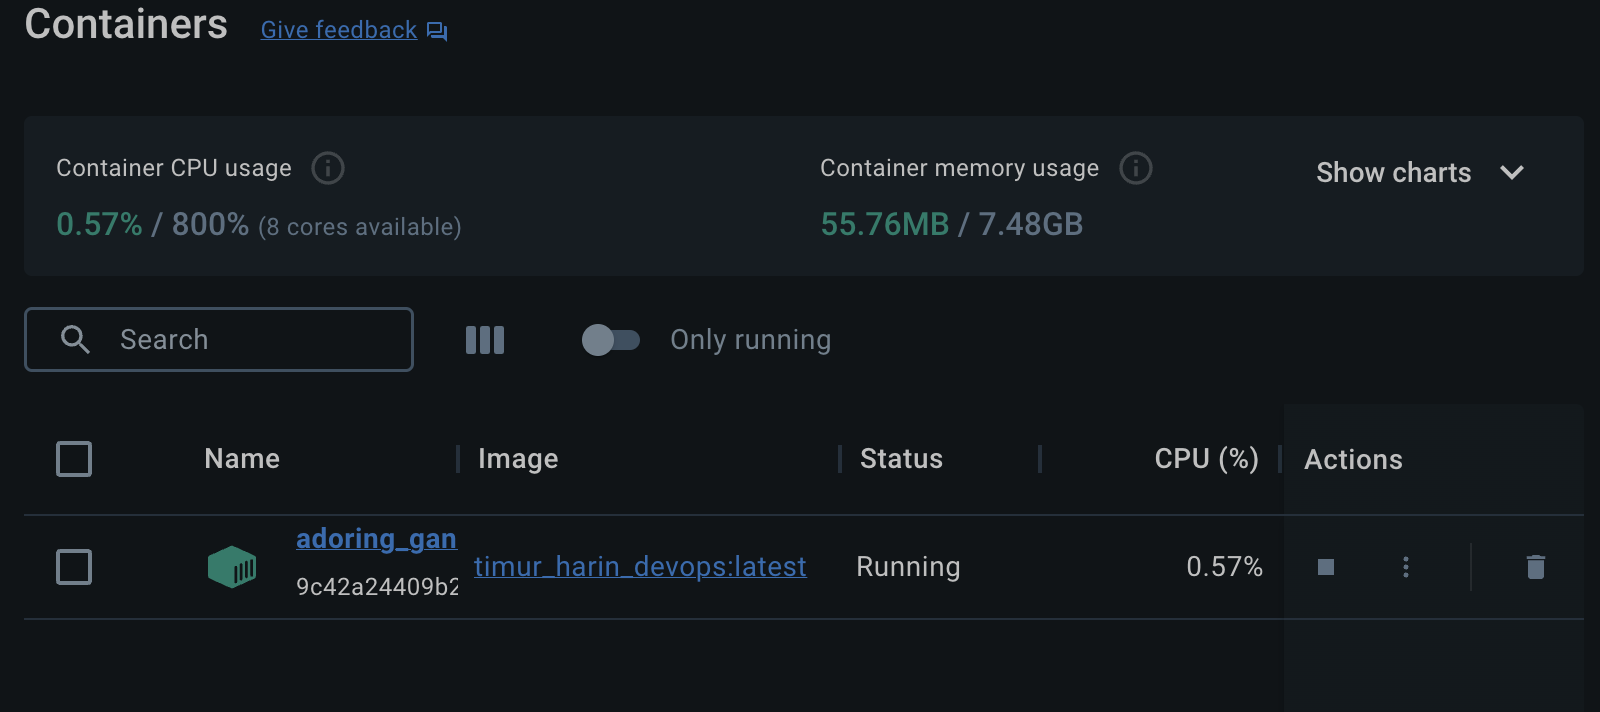 Containers Give feedback
Container CPU usage
0.57% / 800% (8 cores available)
Container memory usage
55.76MB / 7.48GB
Show charts
Search
Only running
Name Image Status CPU (%) Actions
adoring_gan
9c42a24409b2
timur_harin_devops:latest
Running
0.57%